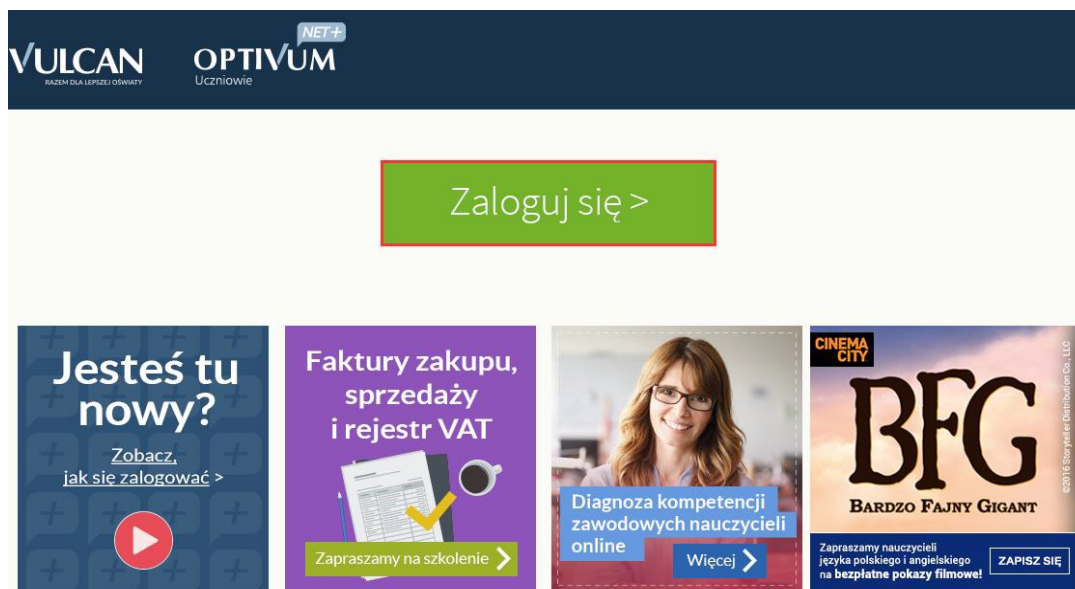 VULCAN
RAZEM DLA LEPSZEJ OŚWIATY
NET+
OPTIVUM
Uczniowie
Zaloguj się >
Jesteś tu
nowy?
Zobacz,
jak się zalogować >
Faktury zakupu,
sprzedaży
i rejestr VAT
Zapraszamy na szkolenie
Diagnoza kompetencji
zawodowych nauczycieli
online
Więcej
CINEMA
CITY
BFG
BARDZO FAJNY GIGANT
©2016 Storyteller Distribution Co., LLC
Zapraszamy nauczycieli
języka polskiego i angielskiego
na bezpłatne pokazy filmowe!
ZAPISZ SIĘ